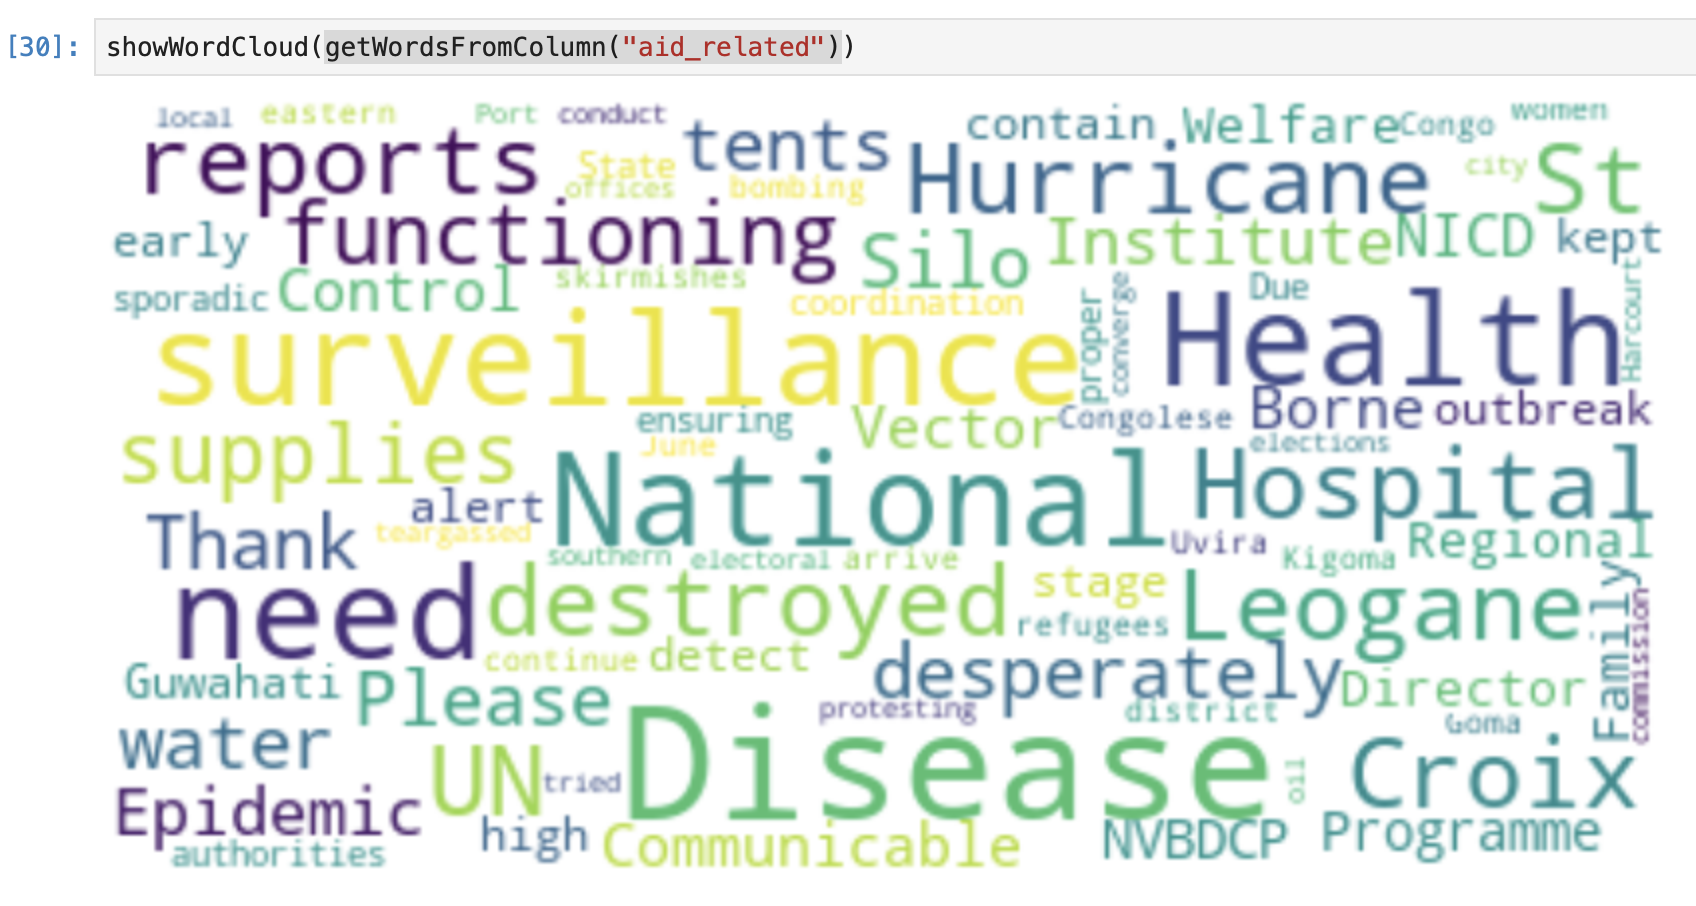 [30]: showWordCloud(getWordsFromColumn("aid_related"))
local eastern Port conduct contain Welfare Congo women
reports State tents Hurricane city St
offices bombing
early functioning Silo Institute NICD kept
sporadic Control skirmishes coordination proper converge Due Health Harcourt
surveillance
supplies ensuring Vector Congolese Borne outbreak
June National elections Hospital
Thank alert teargassed Uvira Regional
southern electoral arrive Kigoma
need destroyed stage refugees Leogane Family commission
Guwahati continue detect desperately Director
Please protesting district Goma
water UN tried Disease oil Croix
Epidemic high Communicable NVBDCP Programme
authorities